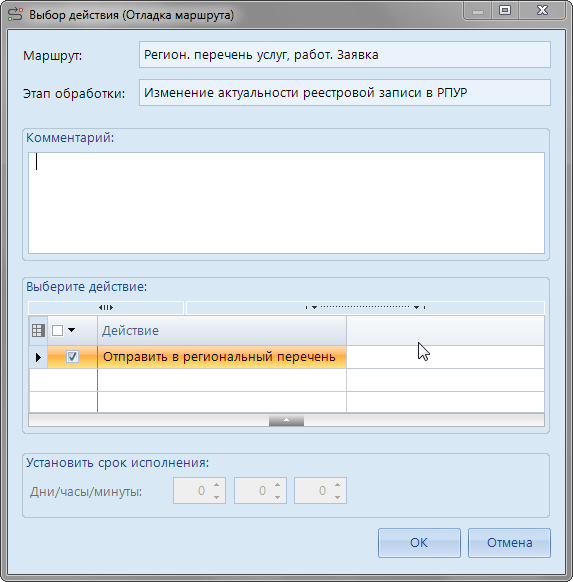 Выбор действия (Отладка маршрута)
Маршрут: Регион. перечень услуг, работ. Заявка
Этап обработки: Изменение актуальности реестровой записи в РПУР
Комментарий:
Выберите действие:
Действие
Отправить в региональный перечень
Установить срок исполнения:
Дни/часы/минуты: 0 0 0
ОК Отмена